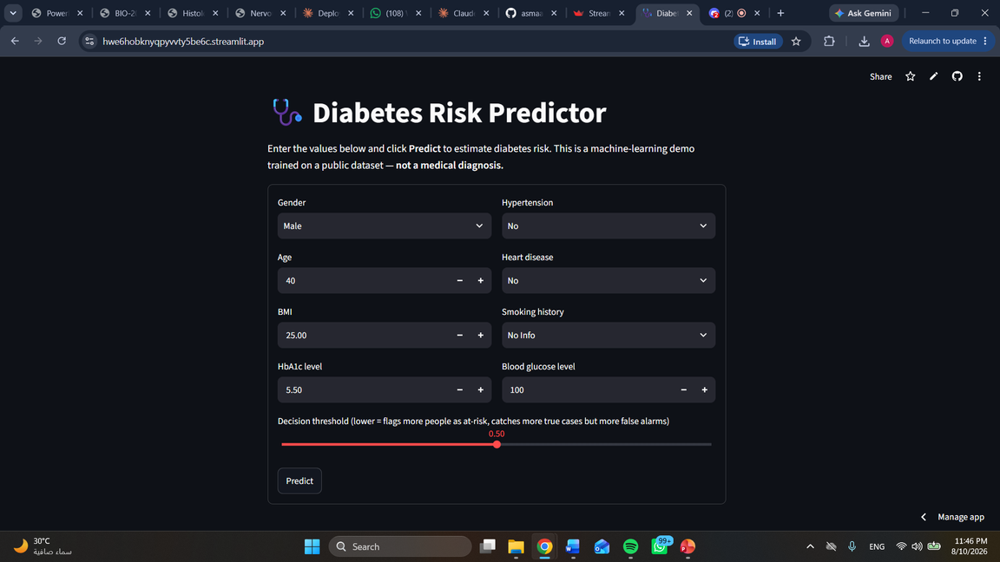 Power
BIO-2
Histol
Nervo
Deplo
(108)
Claud
asmaa
Stream
Diabet
(2)
Ask Gemini
hwe6hobknyqpyvvty5be6c.streamlit.app
Install
A
Relaunch to update
Share
Diabetes Risk Predictor
Enter the values below and click Predict to estimate diabetes risk. This is a machine-learning demo
trained on a public dataset — not a medical diagnosis.
Gender
Hypertension
Male
No
Age
Heart disease
40
No
BMI
Smoking history
25.00
No Info
HbA1c level
Blood glucose level
5.50
100
Decision threshold (lower = flags more people as at-risk, catches more true cases but more false alarms)
0.50
Predict
Manage app
30°C
سماء صافية
Search
99+
ENG
11:46 PM
8/10/2026